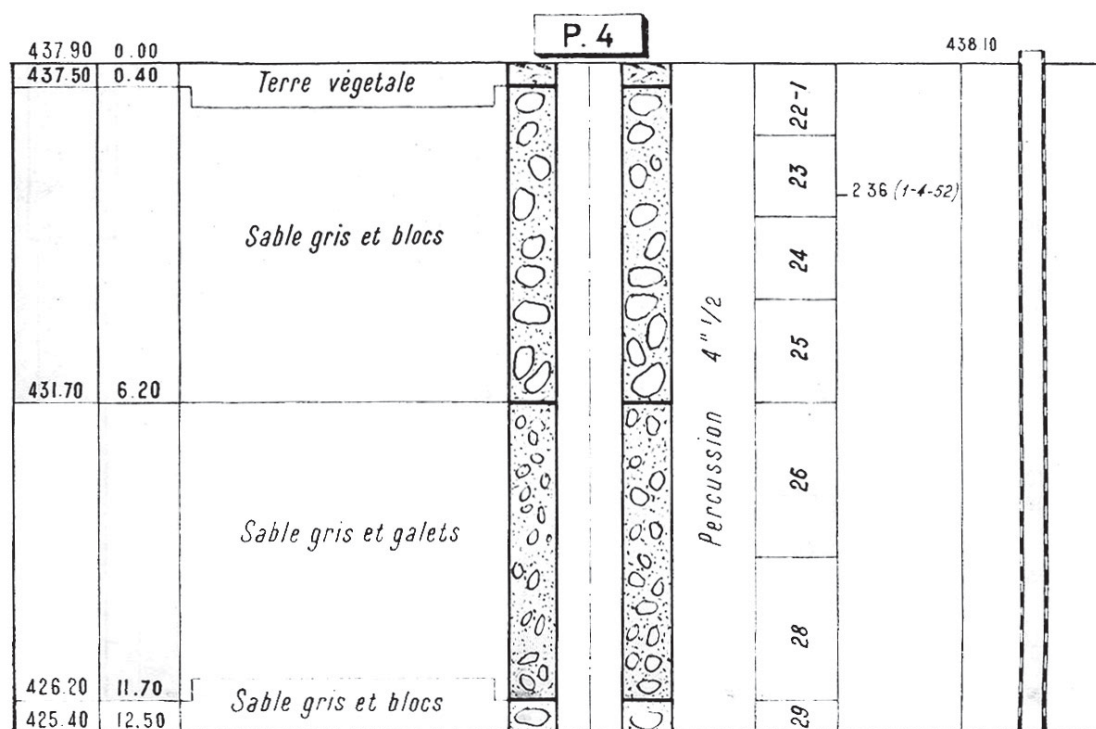 P. 4
437.90 0.00 438.10
437.50 0.40 Terre végetale
22-1
23
2 36 (1-4-52)
Sable gris et blocs
24
25
431.70 6.20
Percussion 4" 1/2
26
Sable gris et galets
28
426.20 11.70
Sable gris et blocs
425.40 12.50
29